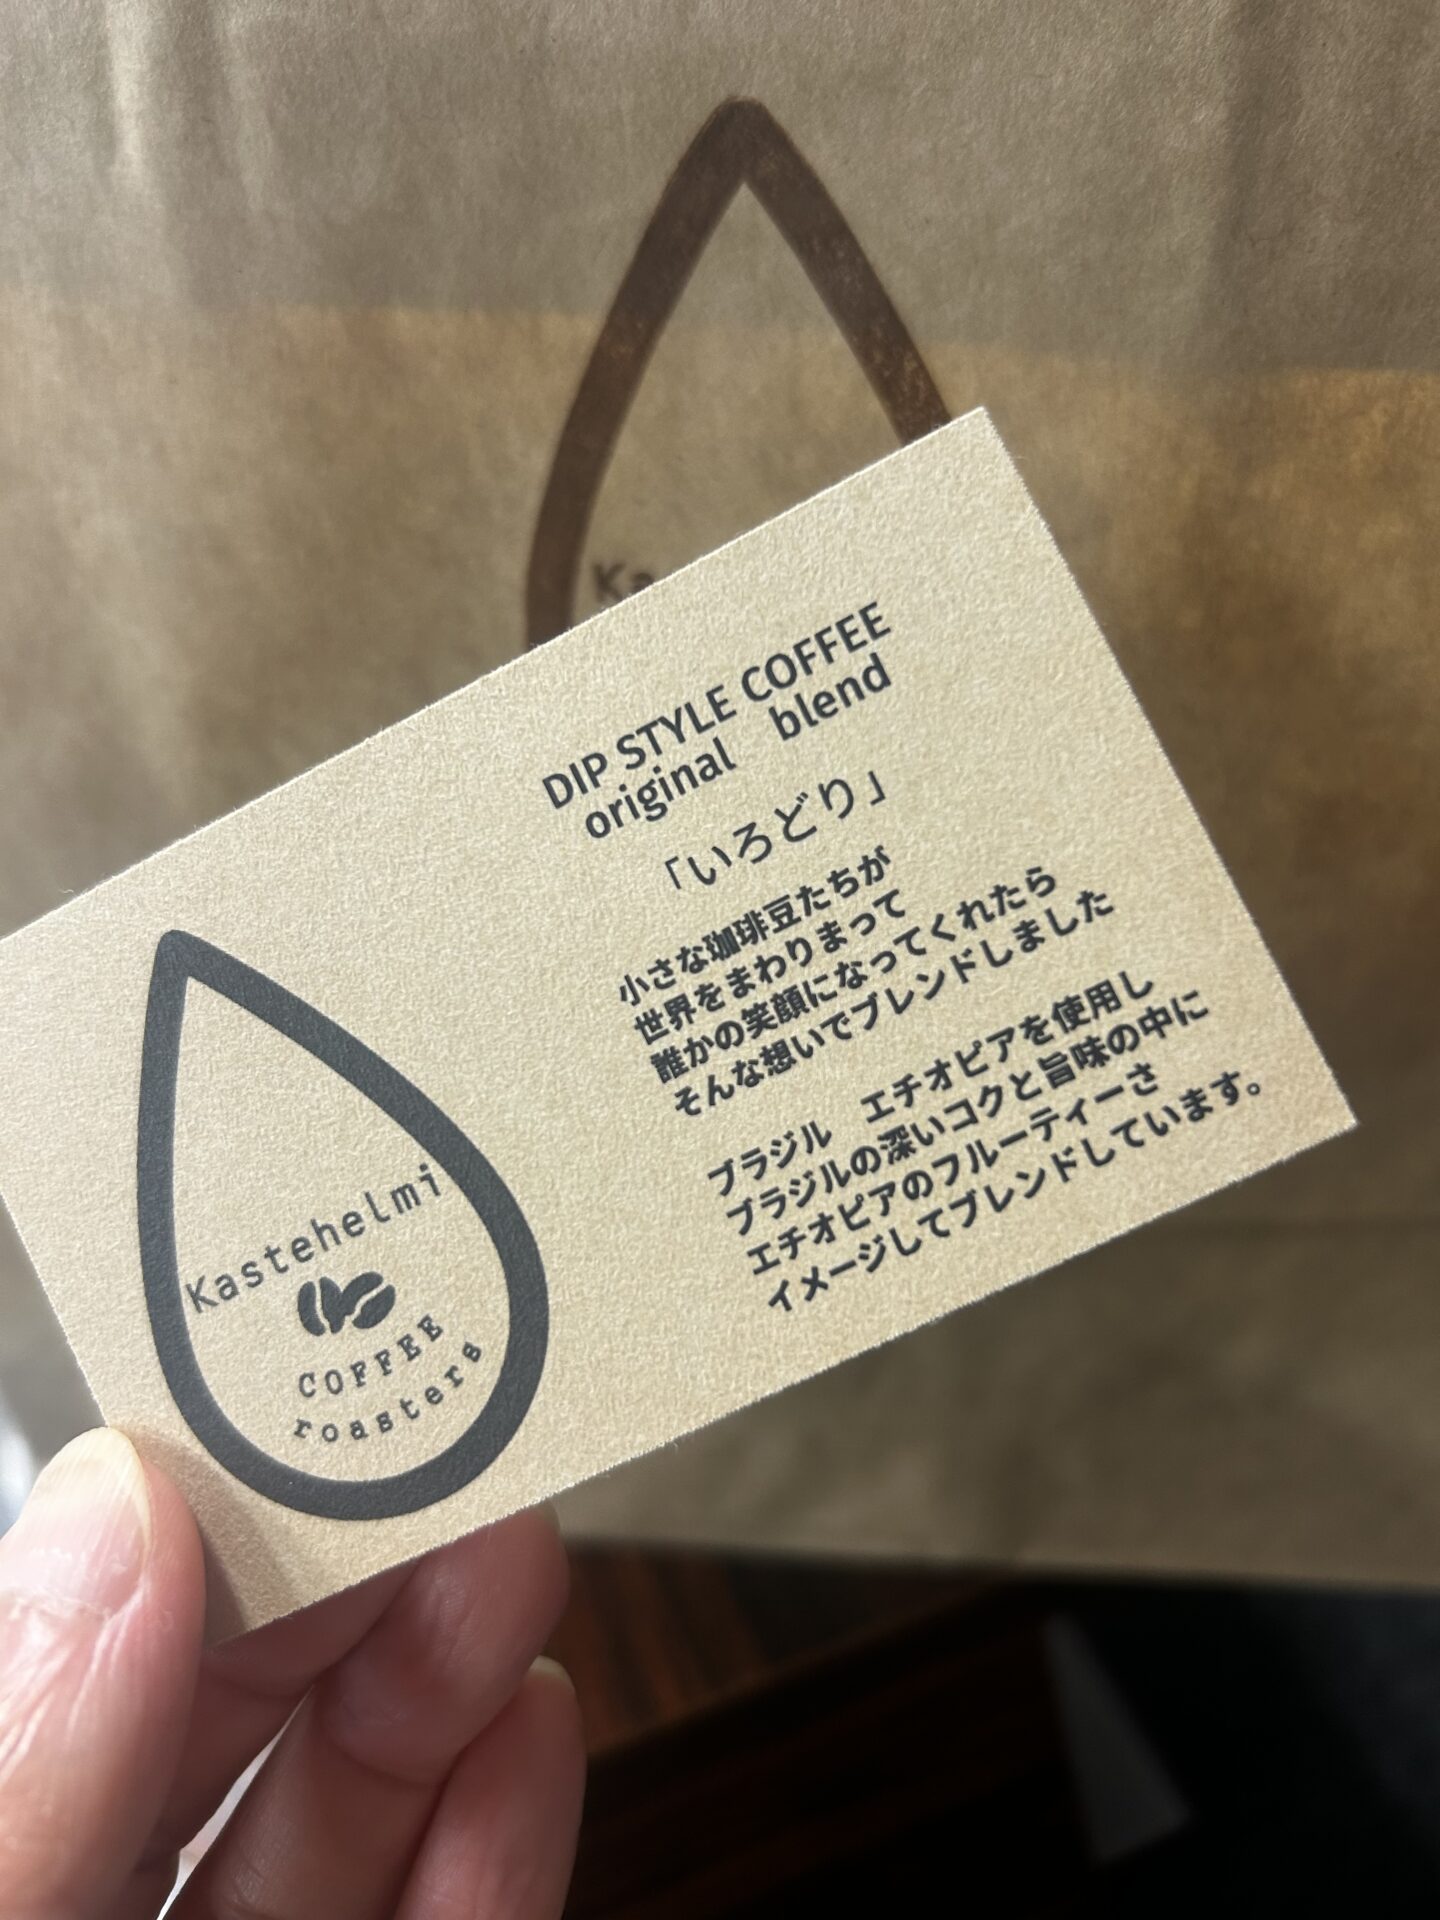 Ka
DIP STYLE COFFEE
original blend
「いろどり」
小さな珈琲豆たちが
世界をまわりまわって
誰かの笑顔になってくれたら
そんな想いでブレンドしました
ブラジル　エチオピアを使用し
ブラジルの深いコクと旨味の中に
エチオピアのフルーティーさ
イメージしてブレンドしています。
Kastehelmi
COFFEE
roasters